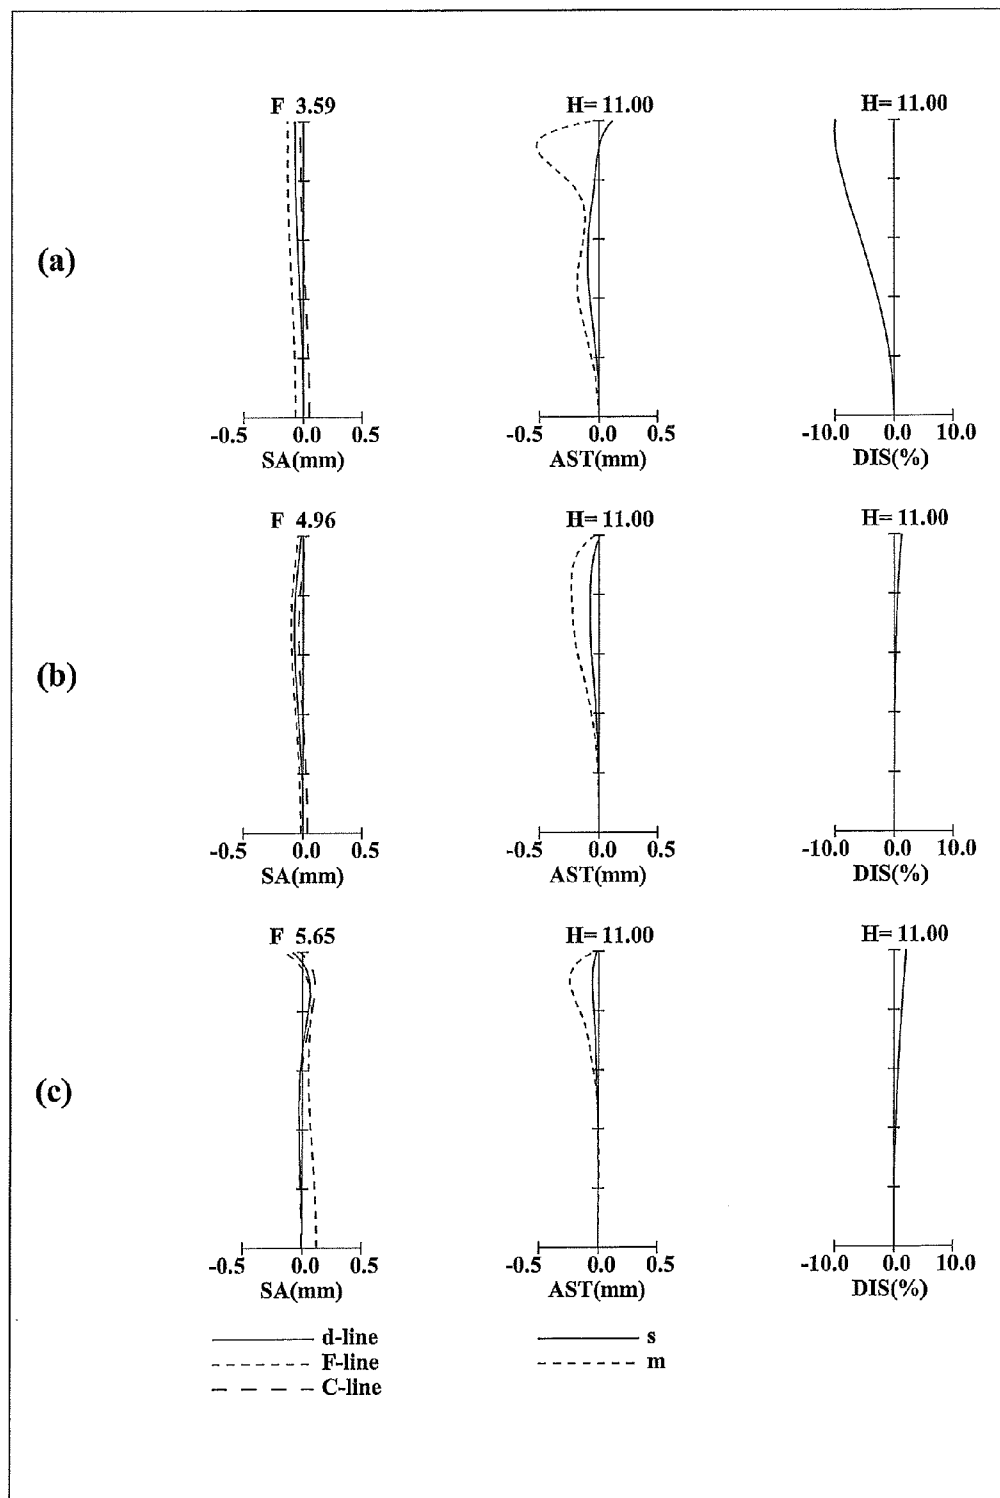 F 3.59
H= 11.00
H= 11.00
(a)
-0.5 0.0 0.5
SA(mm)
-0.5 0.0 0.5
AST(mm)
-10.0 0.0 10.0
DIS(%)
F 4.96
H= 11.00
H= 11.00
(b)
-0.5 0.0 0.5
SA(mm)
-0.5 0.0 0.5
AST(mm)
-10.0 0.0 10.0
DIS(%)
F 5.65
H= 11.00
H= 11.00
(c)
-0.5 0.0 0.5
SA(mm)
-0.5 0.0 0.5
AST(mm)
-10.0 0.0 10.0
DIS(%)
d-line
F-line
C-line
s
m